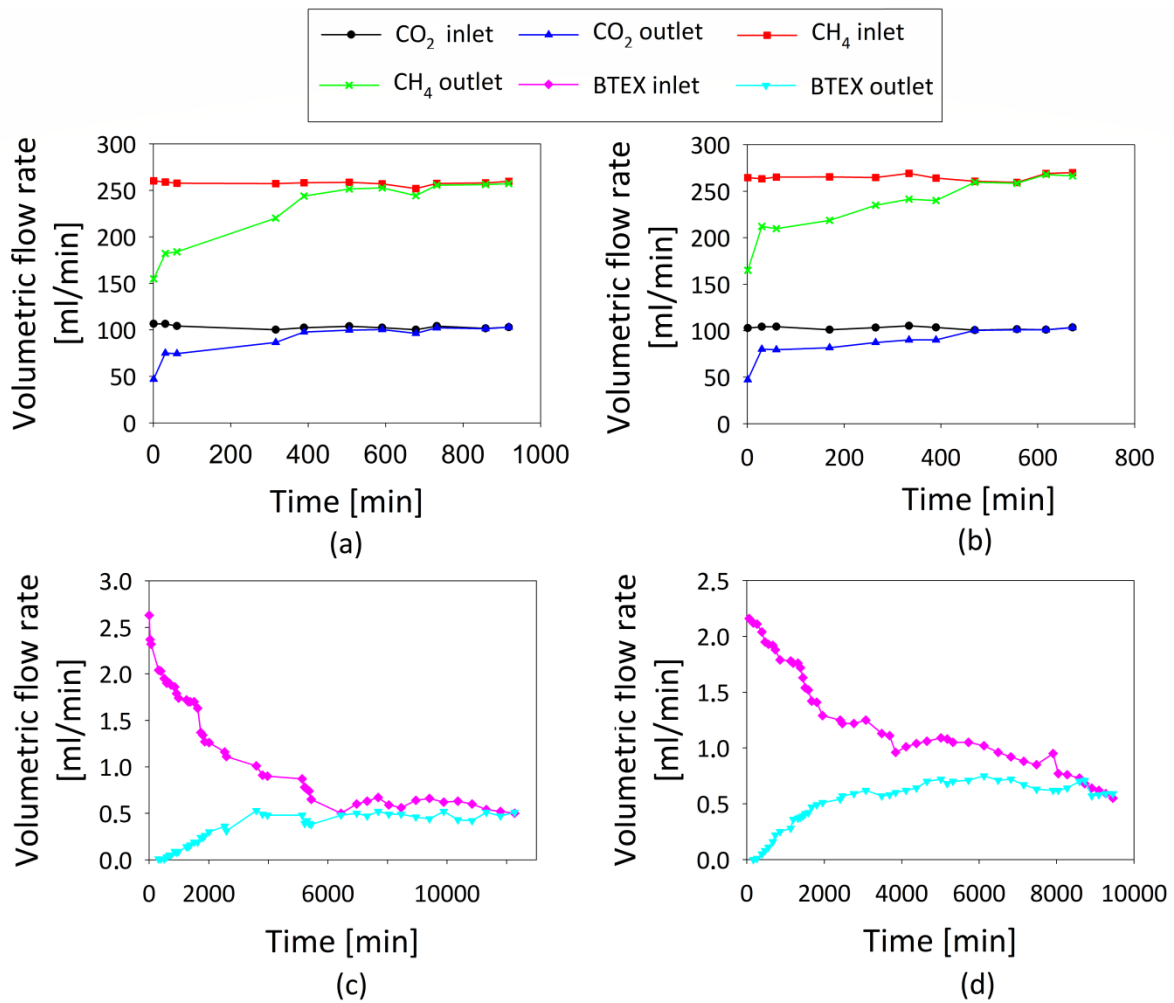 CO2 inlet CO2 outlet CH4 inlet
CH4 outlet BTEX inlet BTEX outlet
Volumetric flow rate
[ml/min]
300
250
200
150
100
50
0
0 200 400 600 800 1000
Time [min]
(a)
Volumetric flow rate
[ml/min]
300
250
200
150
100
50
0
0 200 400 600 800
Time [min]
(b)
Volumetric flow rate
[ml/min]
3.0
2.5
2.0
1.5
1.0
0.5
0.0
0 2000 4000 6000 8000 10000
Time [min]
(c)
Volumetric flow rate
[ml/min]
2.5
2.0
1.5
1.0
0.5
0.0
0 2000 4000 6000 8000 10000
Time [min]
(d)